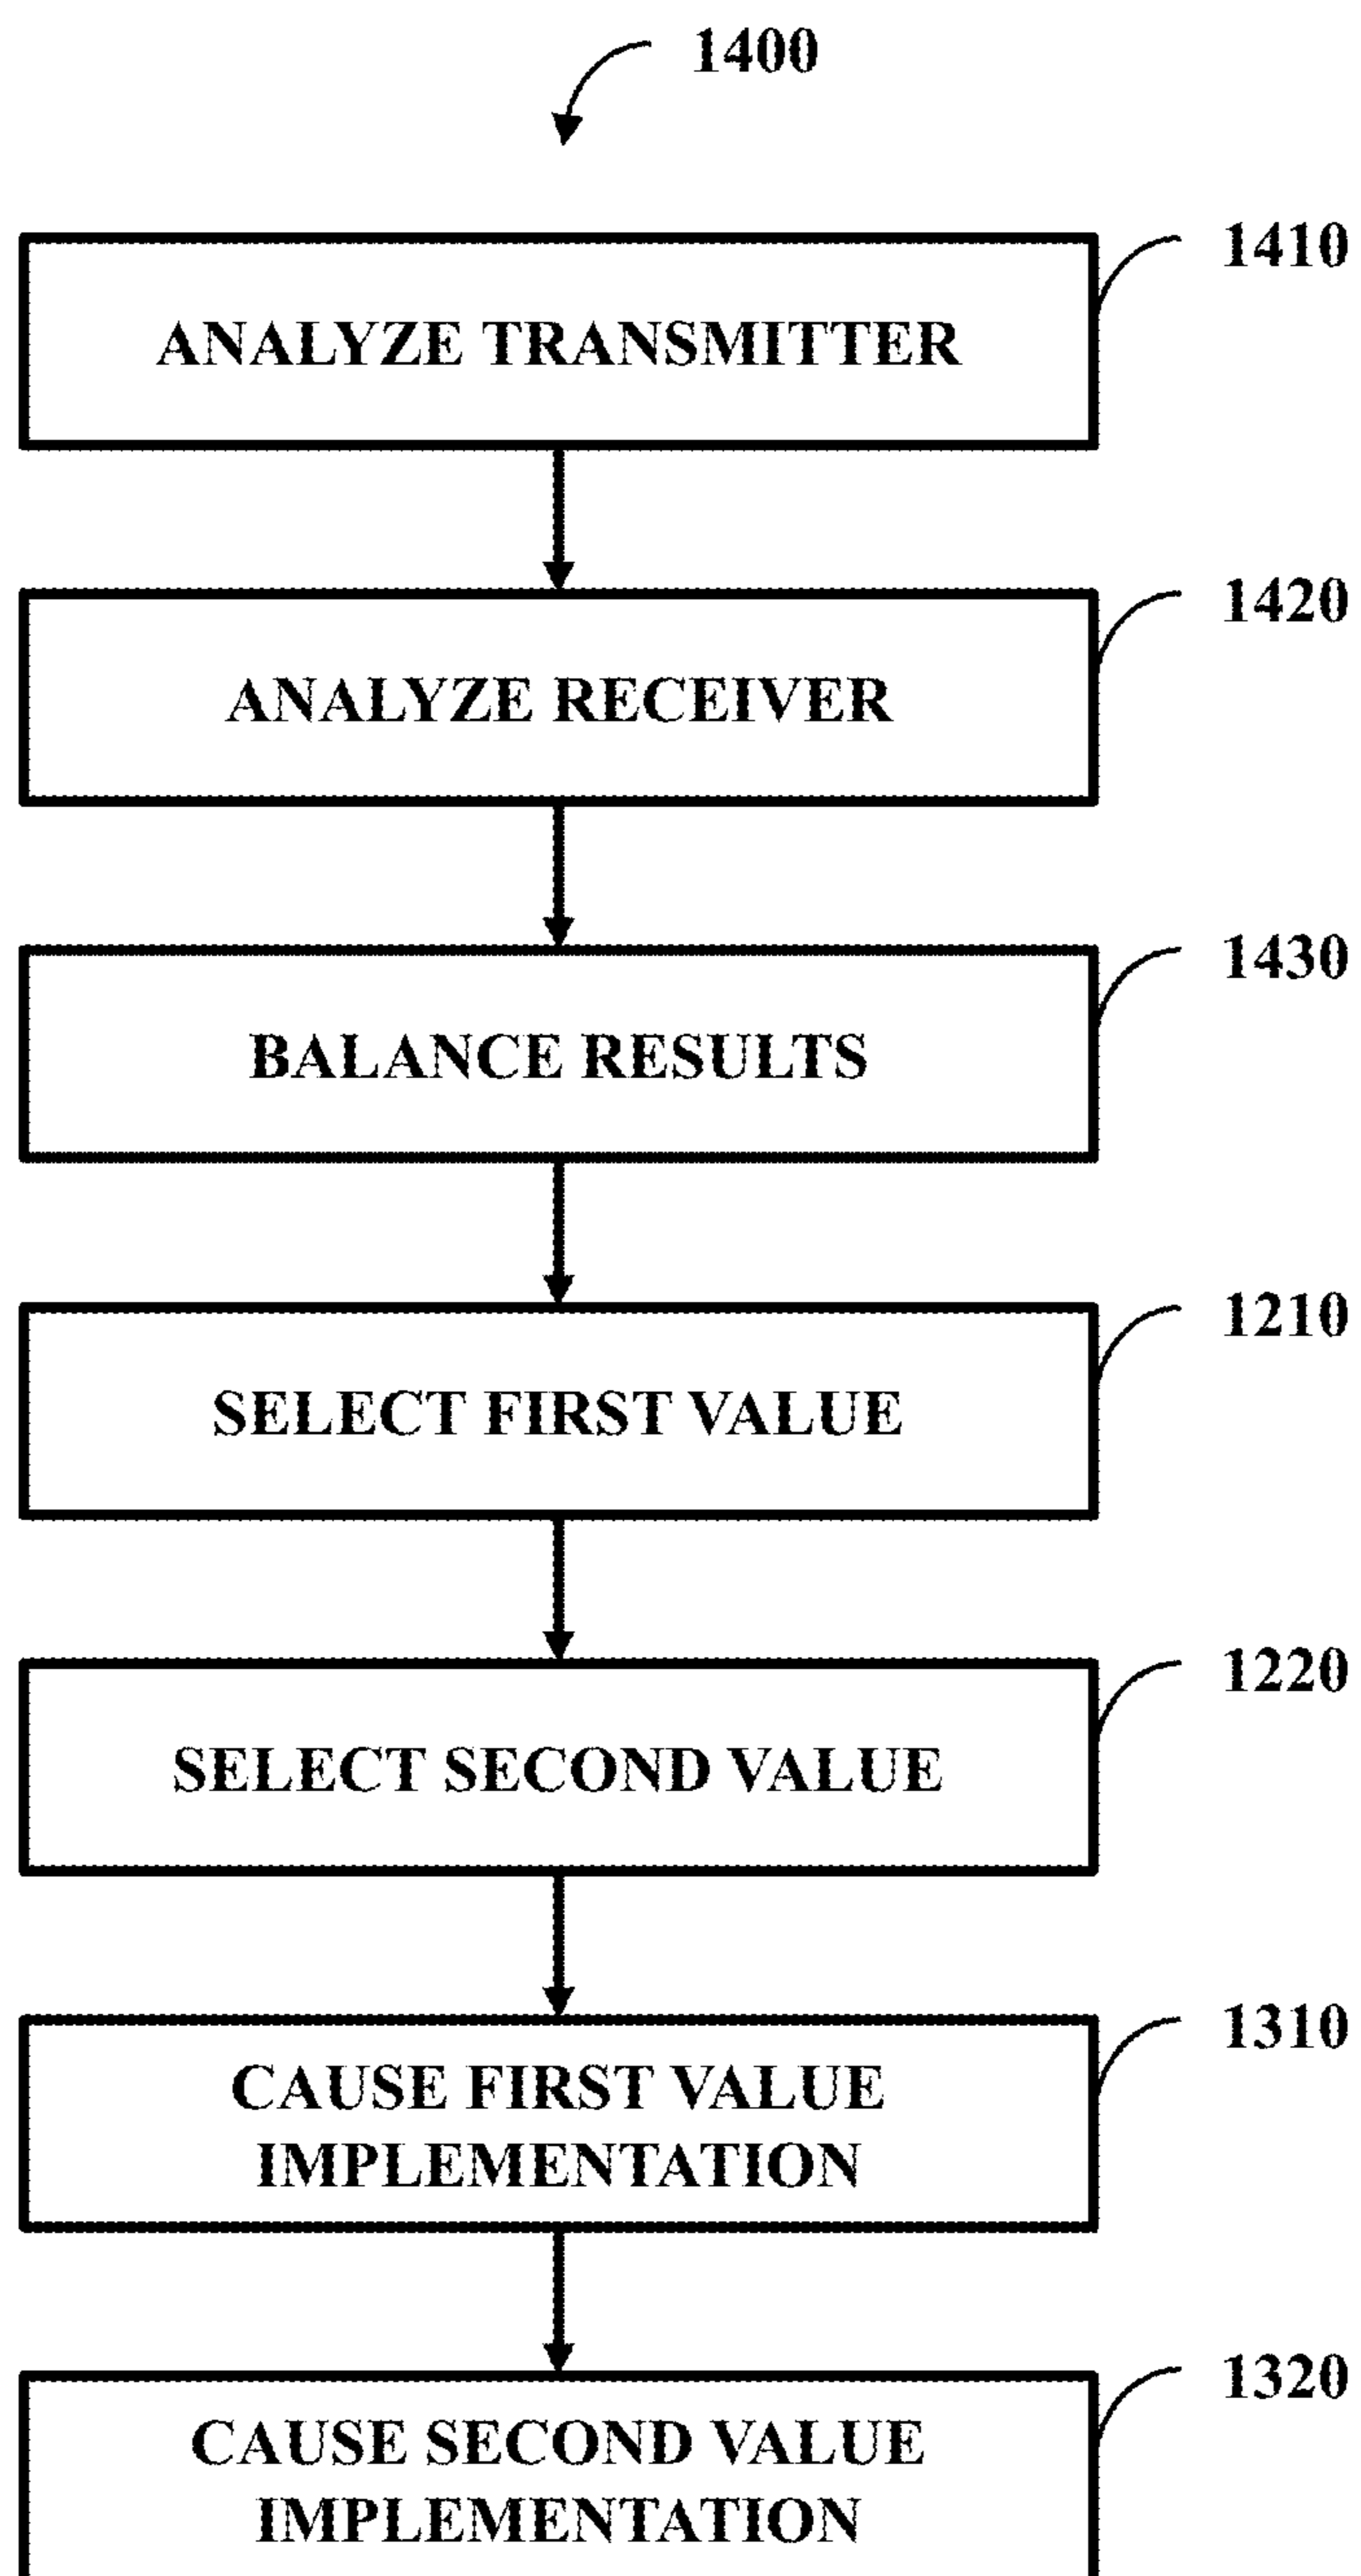 1400
1410
ANALYZE TRANSMITTER
1420
ANALYZE RECEIVER
1430
BALANCE RESULTS
1210
SELECT FIRST VALUE
1220
SELECT SECOND VALUE
1310
CAUSE FIRST VALUE
IMPLEMENTATION
1320
CAUSE SECOND VALUE
IMPLEMENTATION